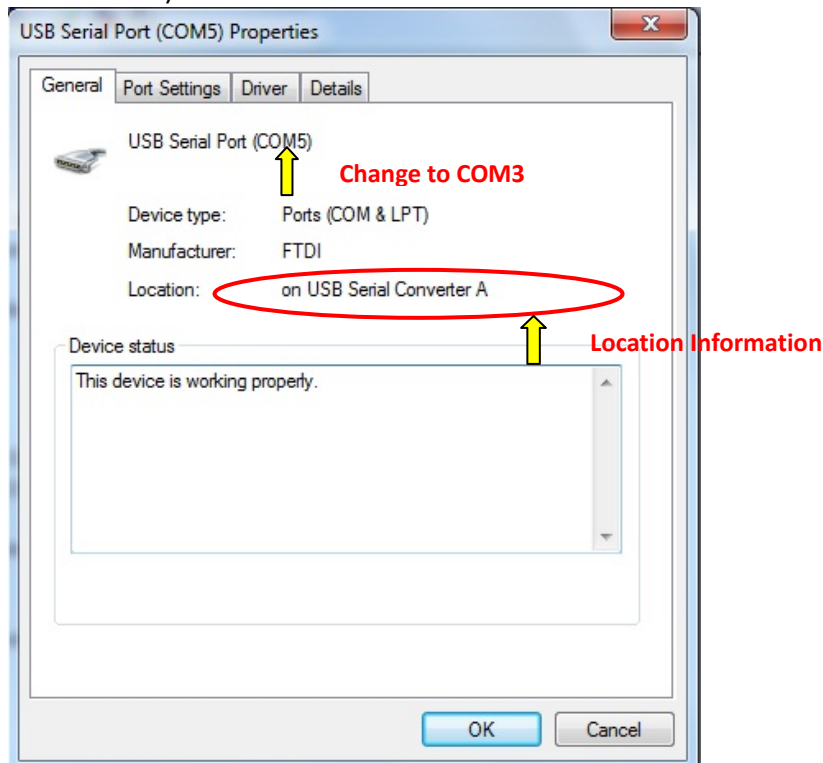 USB Serial Port (COM5) Properties
General Port Settings Driver Details
USB Serial Port (COM5)
Change to COM3
Device type: Ports (COM & LPT)
Manufacturer: FTDI
Location: on USB Serial Converter A
Location Information
Device status
This device is working properly.
OK Cancel